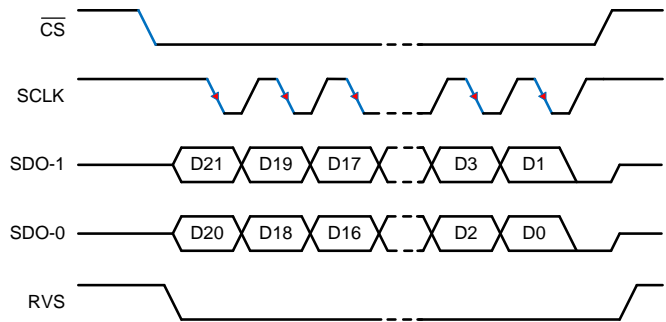 CS
SCLK
SDO-1 D21 D19 D17 D3 D1
SDO-0 D20 D18 D16 D2 D0
RVS